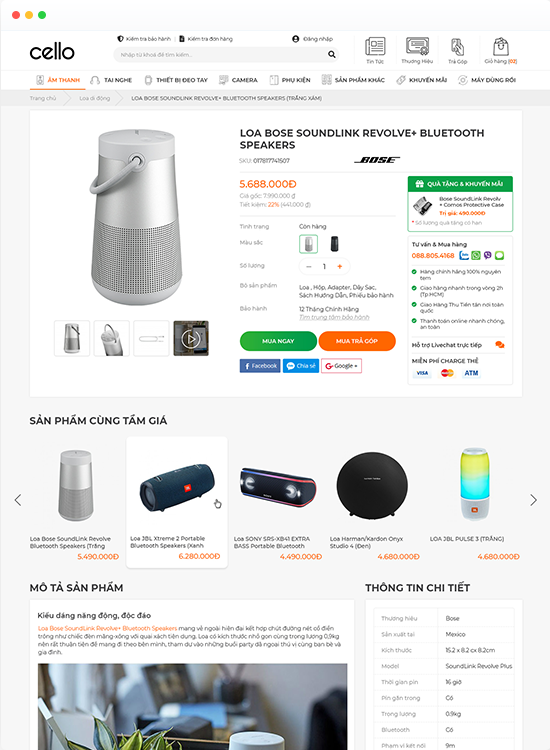 Kiểm tra bảo hành | Kiểm tra đơn hàng
Đăng nhập
cello
nhập từ khoá để tìm kiếm..
Tin Tức
Thương Hiệu
Trả Góp
Giỏ hàng (02)
ÂM THANH
TAI NGHE
THIẾT BỊ ĐEO TAY
CAMERA
PHỤ KIỆN
SẢN PHẨM KHÁC
KHUYẾN MÃI
MÁY DÙNG RỒI
Trang chủ
Loa di động
LOA BOSE SOUNDLINK REVOLVE+ BLUETOOTH SPEAKERS (TRẮNG XÁM)
LOA BOSE SOUNDLINK REVOLVE+ BLUETOOTH
SPEAKERS
SKU: 017817741507
BOSE
5.688.000Đ
Giá gốc: 7.990.000 ₫
Tiết kiệm: 22% (441.000 ₫)
Tình trạng
Còn hàng
Màu sắc
Số lượng
– 1 +
Bộ sản phẩm
Loa , Hộp, Adapter, Dây Sạc,
Sách Hướng Dẫn, Phiếu bảo hành
Bảo hành
12 Tháng Chính Hãng
Tìm trung tâm bảo hành
MUA NGAY
MUA TRẢ GÓP
Facebook
Chia sẻ
Google +
QUÀ TẶNG & KHUYẾN MÃI
Bose SoundLink Revolv
+ Comos Protective Case
Trị giá: 490.000Đ
* Số lượng quà tặng có hạn
Tư vấn & Mua hàng
088.805.4168
Hàng chính hãng 100% nguyên
tem
Giao hàng nhanh trong vòng 2h
(Tp.HCM)
Giao hàng Thu Tiền tận nơi toàn
quốc
Thanh toán online nhanh chóng,
an toàn
Hỗ trợ Livechat trực tiếp
MIỄN PHÍ CHARGE THẺ
VISA
ATM
SẢN PHẨM CÙNG TẦM GIÁ
Loa Bose SoundLink Revolve
Bluetooth Speakers (Trắng
5.490.000Đ
Loa JBL Xtreme 2 Portable
Bluetooth Speakers (Xanh
6.280.000Đ
Loa SONY SRS-XB41 EXTRA
BASS Portable Bluetooth
4.490.000Đ
Loa Harman/Kardon Onyx
Studio 4 (Đen)
4.680.000Đ
LOA JBL PULSE 3 (TRẮNG)
4.680.000Đ
MÔ TẢ SẢN PHẨM
Kiểu dáng năng động, độc đáo
Loa Bose SoundLink Revolve+ Bluetooth Speakers mang vẻ ngoài hiện đại kết hợp chút đường nét cổ điển
trông như chiếc đèn măng-xông với quai xách tiện dụng. Loa có kích thước nhỏ gọn cùng trọng lượng 0,9kg
nên rất thuận tiện để mang đi theo bên mình, tham dự vào những buổi party dã ngoại thú vị cùng bạn bè và
gia đình.
THÔNG TIN CHI TIẾT
Thương hiệu
Bose
Sản xuất tại
Mexico
Kích thước
15.2 x 8.2 cx 8.2cm
Model
SoundLink Revolve Plus
Thời gian pin
16 giờ
Pin gắn trong
Có
Trọng lượng
0.9kg
Bluetooth
Có
Phạm vi kết nối
9m